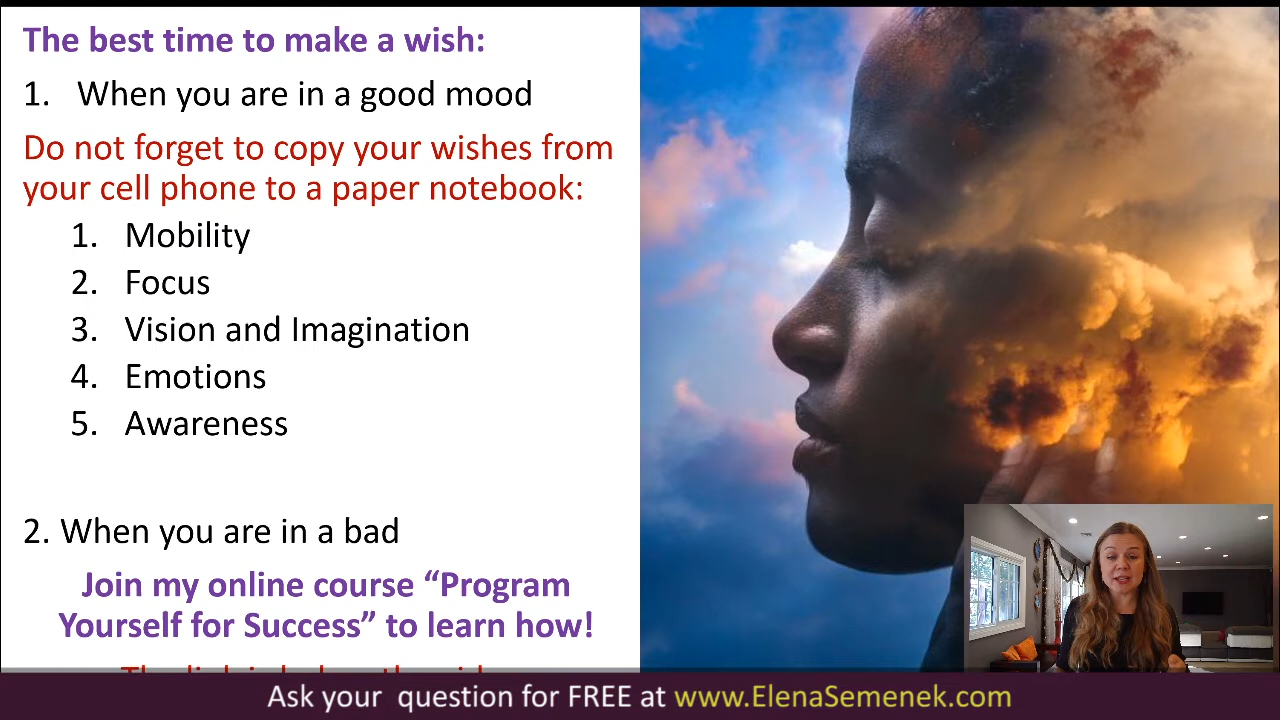 The best time to make a wish:
1. When you are in a good mood
Do not forget to copy your wishes from
your cell phone to a paper notebook:
1. Mobility
2. Focus
3. Vision and Imagination
4. Emotions
5. Awareness
2. When you are in a bad
Join my online course “Program
Yourself for Success” to learn how!
Ask your question for FREE at www.ElenaSemenek.com